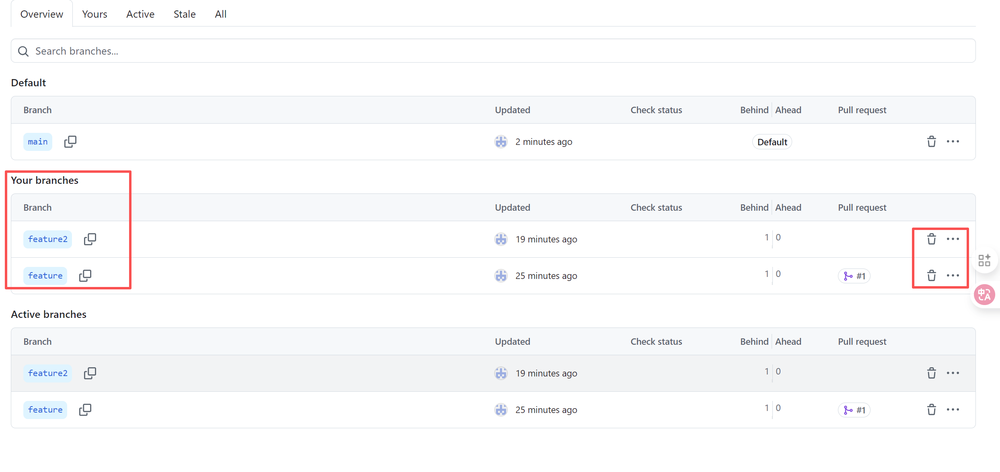 Overview Yours Active Stale All
Search branches...
Default
Branch Updated Check status Behind Ahead Pull request
main 2 minutes ago Default
Your branches
Branch Updated Check status Behind Ahead Pull request
feature2 19 minutes ago 1 0
feature 25 minutes ago 1 0 #1
Active branches
Branch Updated Check status Behind Ahead Pull request
feature2 19 minutes ago 1 0
feature 25 minutes ago 1 0 #1
中A